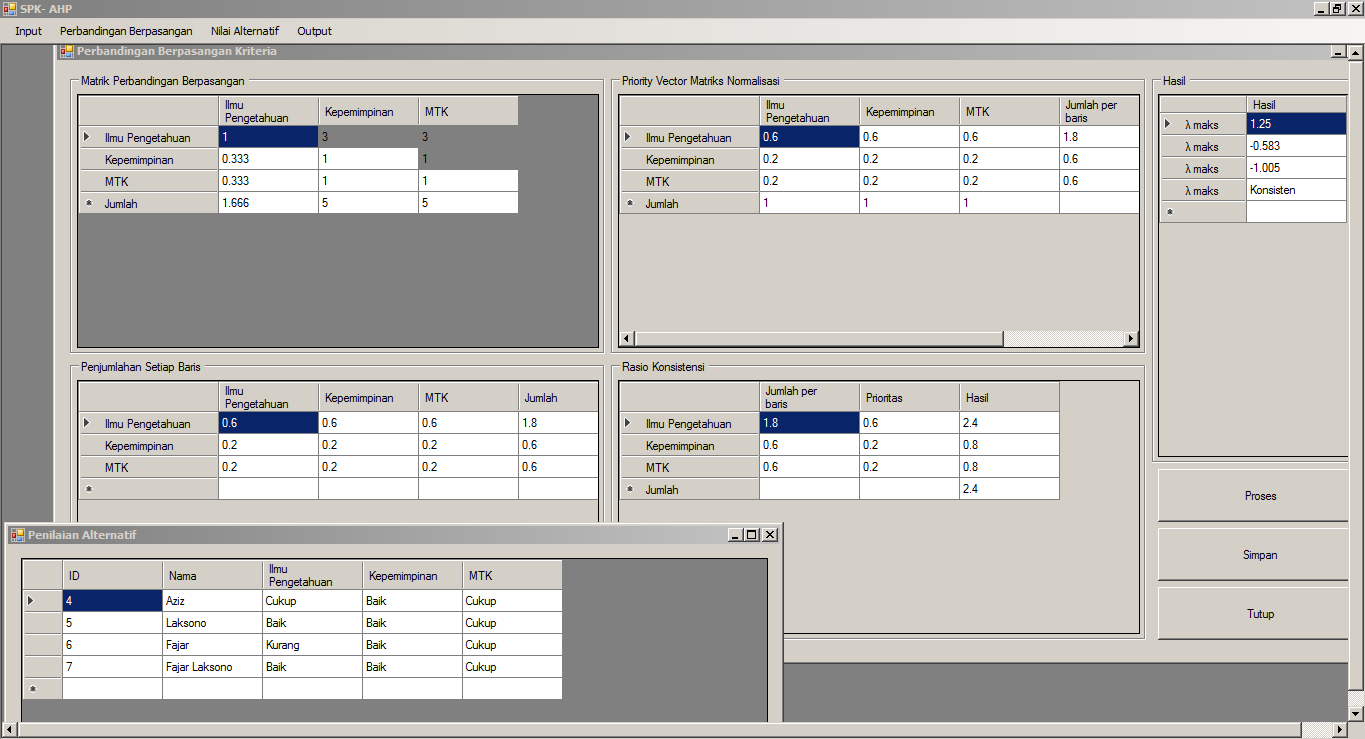 SPK- AHP
Input Perbandingan Berpasangan Nilai Alternatif Output
Perbandingan Berpasangan Kriteria
Matrik Perbandingan Berpasangan
Ilmu Pengetahuan Kepemimpinan MTK
Ilmu Pengetahuan 1 3 3
Kepemimpinan 0.333 1 1
MTK 0.333 1 1
Jumlah 1.666 5 5
Priority Vector Matriks Normalisasi
Ilmu Pengetahuan Kepemimpinan MTK Jumlah per baris
Ilmu Pengetahuan 0.6 0.6 0.6 1.8
Kepemimpinan 0.2 0.2 0.2 0.6
MTK 0.2 0.2 0.2 0.6
Jumlah 1 1 1
Hasil
Hasil
λ maks 1.25
λ maks -0.583
λ maks -1.005
λ maks Konsisten
Penjumlahan Setiap Baris
Ilmu Pengetahuan Kepemimpinan MTK Jumlah
Ilmu Pengetahuan 0.6 0.6 0.6 1.8
Kepemimpinan 0.2 0.2 0.2 0.6
MTK 0.2 0.2 0.2 0.6
Rasio Konsistensi
Jumlah per baris Prioritas Hasil
Ilmu Pengetahuan 1.8 0.6 2.4
Kepemimpinan 0.6 0.2 0.8
MTK 0.6 0.2 0.8
Jumlah 2.4
Proses
Simpan
Tutup
Penilaian Alternatif
ID Nama Ilmu Pengetahuan Kepemimpinan MTK
4 Aziz Cukup Baik Cukup
5 Laksono Baik Baik Cukup
6 Fajar Kurang Baik Cukup
7 Fajar Laksono Baik Baik Cukup